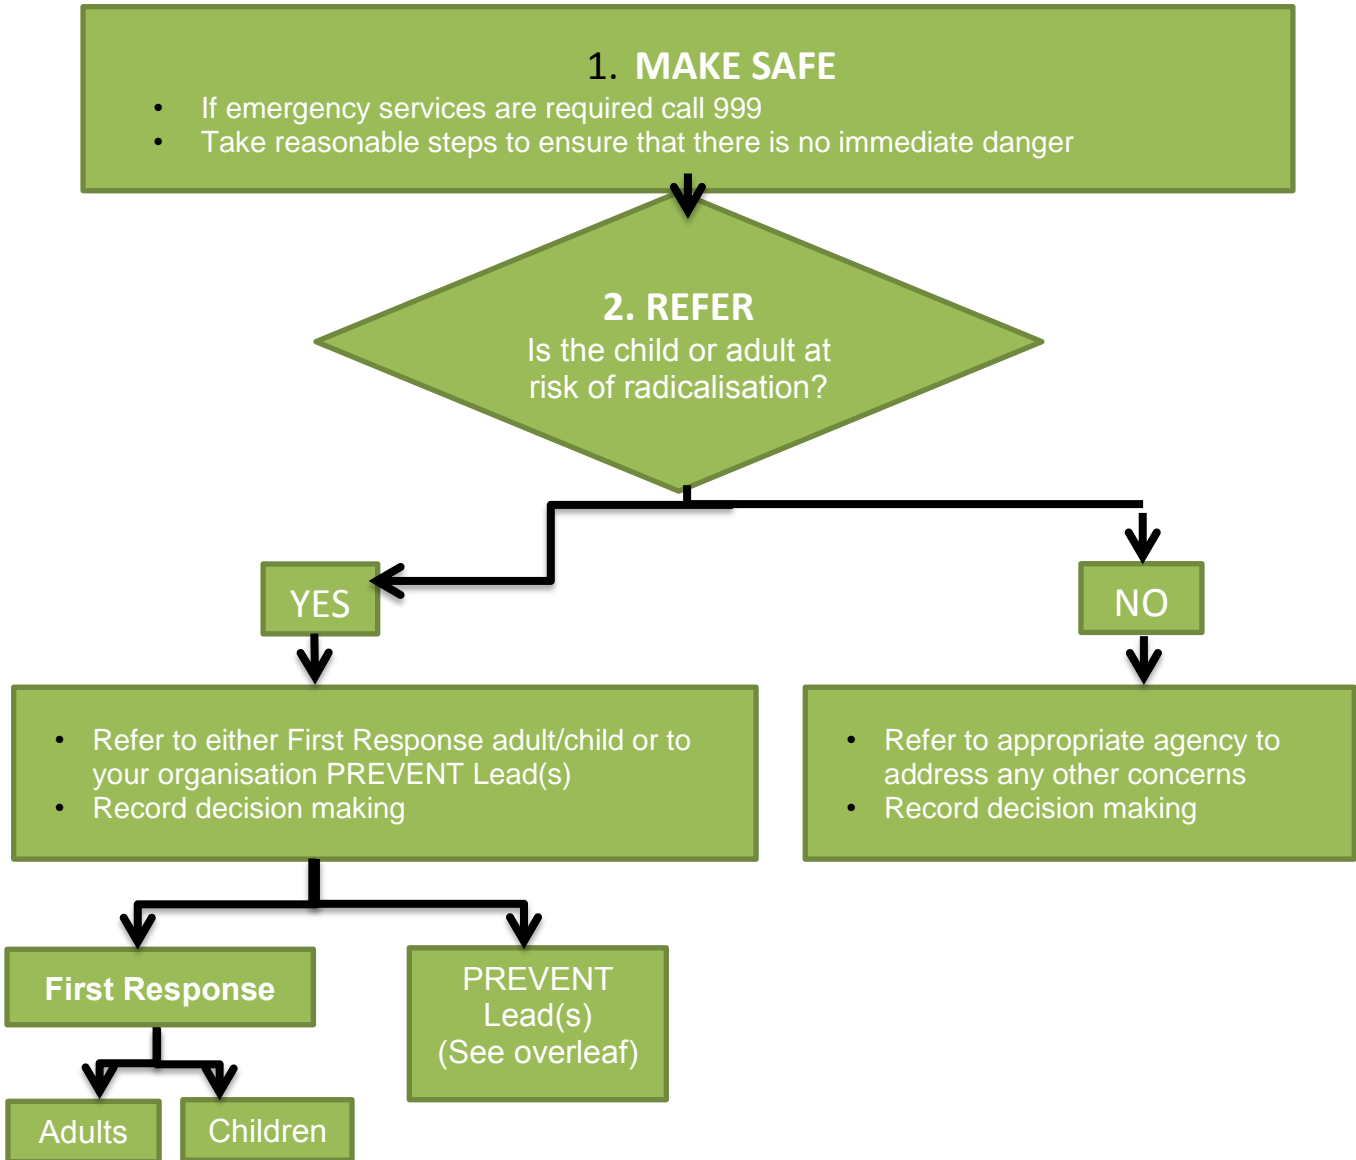 1. MAKE SAFE
• If emergency services are required call 999
• Take reasonable steps to ensure that there is no immediate danger
2. REFER
Is the child or adult at
risk of radicalisation?
YES
NO
• Refer to either First Response adult/child or to
your organisation PREVENT Lead(s)
• Record decision making
• Refer to appropriate agency to
address any other concerns
• Record decision making
First Response
PREVENT
Lead(s)
(See overleaf)
Adults
Children